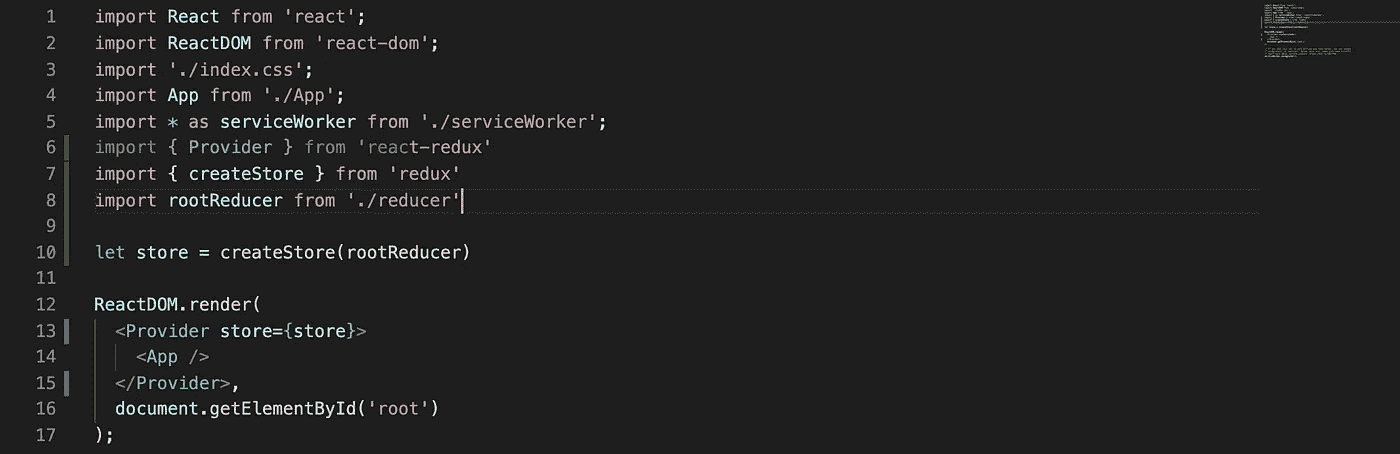 1 import React from 'react';
2 import ReactDOM from 'react-dom';
3 import './index.css';
4 import App from './App';
5 import * as serviceWorker from './serviceWorker';
6 import { Provider } from 'react-redux'
7 import { createStore } from 'redux'
8 import rootReducer from './reducer'
9
10 let store = createStore(rootReducer)
11
12 ReactDOM.render(
13   <Provider store={store}>
14     <App />
15   </Provider>,
16   document.getElementById('root')
17 );